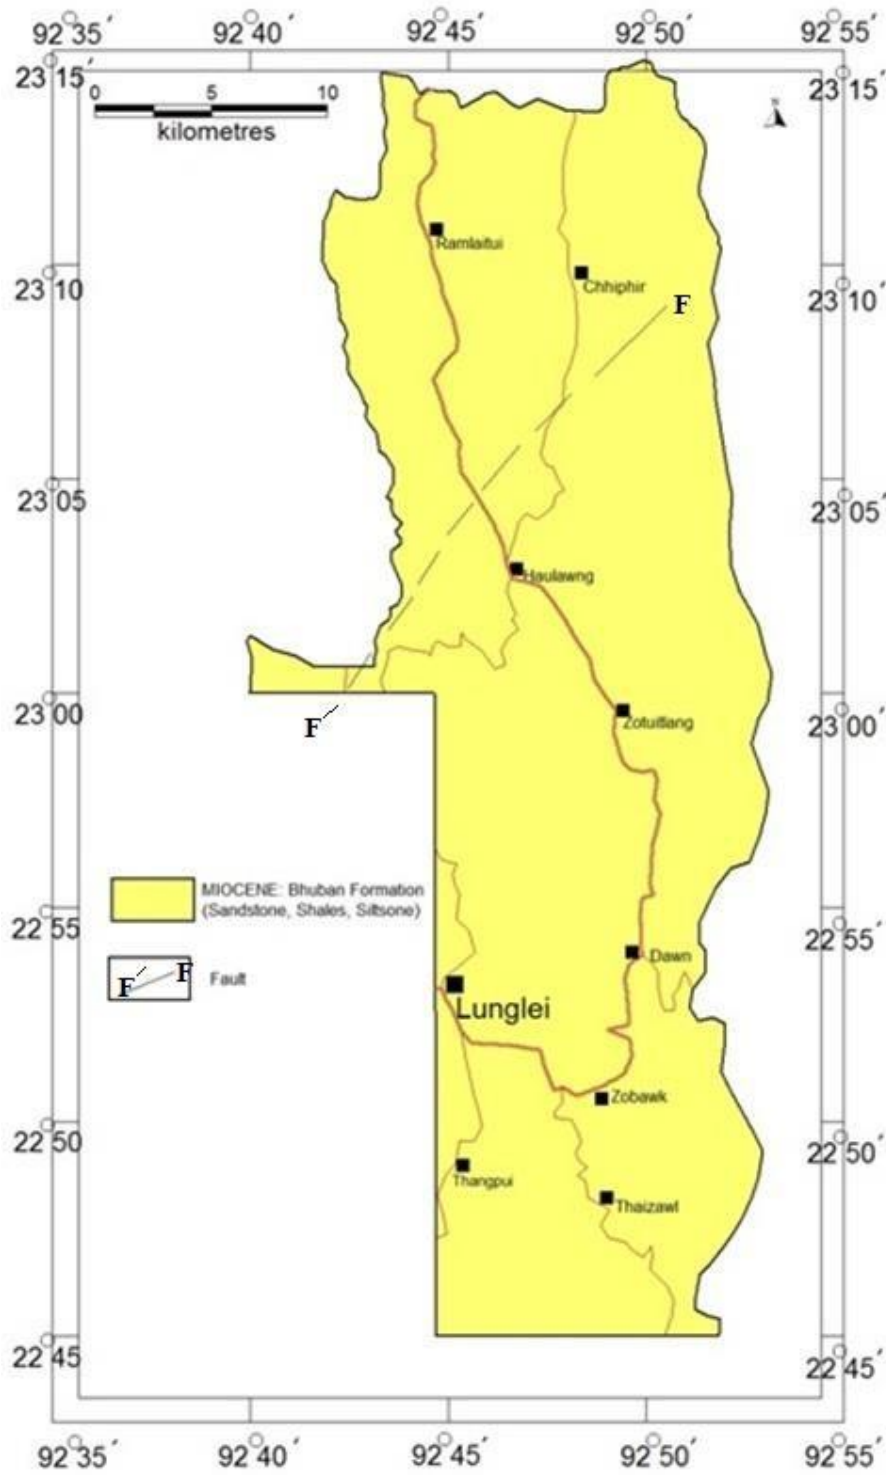 92°35´ 92°40´ 92°45´ 92°50´ 92°55´
23°15´ 23°15´
0 5 10
kilometres
N
Ramlaitui
23°10 23°10´
Chhiphir
F
23°05 23°05´
Haulawng
23°00 23°00´
Zotuitlang
F´
MIOCENE: Bhuban Formation
(Sandstone, Shales, Siltsone)
22°55 22°55´
Dawn
F´ F Fault
Lunglei
Zobawk
22°50 22°50´
Thangpui
Thaizawl
22°45´ 22°45´
92°35´ 92°40´ 92°45´ 92°50´ 92°55´